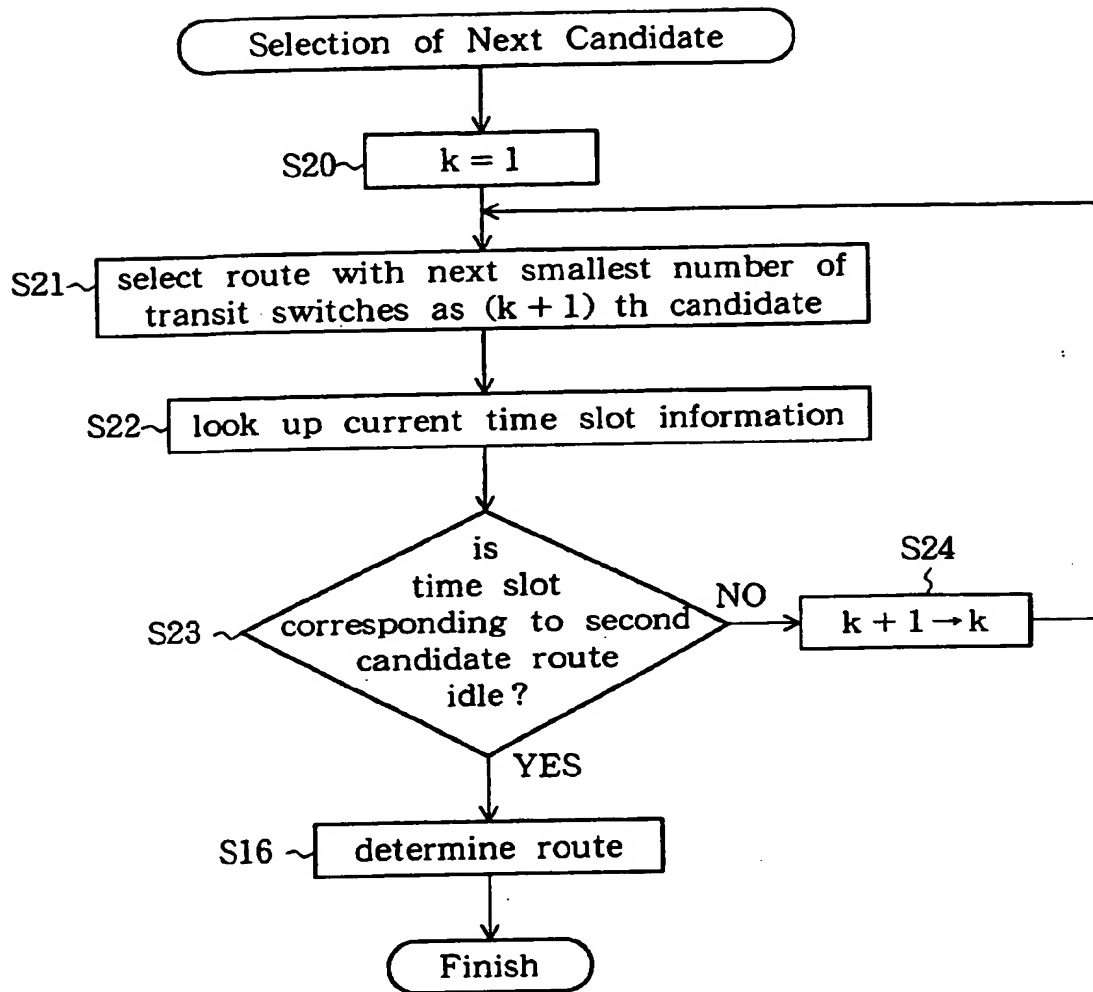 Selection of Next Candidate
S20
k = 1
S21
select route with next smallest number of
transit switches as (k + 1) th candidate
S22
look up current time slot information
S23
is
time slot
corresponding to second
candidate route
idle ?
NO
S24
k + 1 → k
YES
S16
determine route
Finish